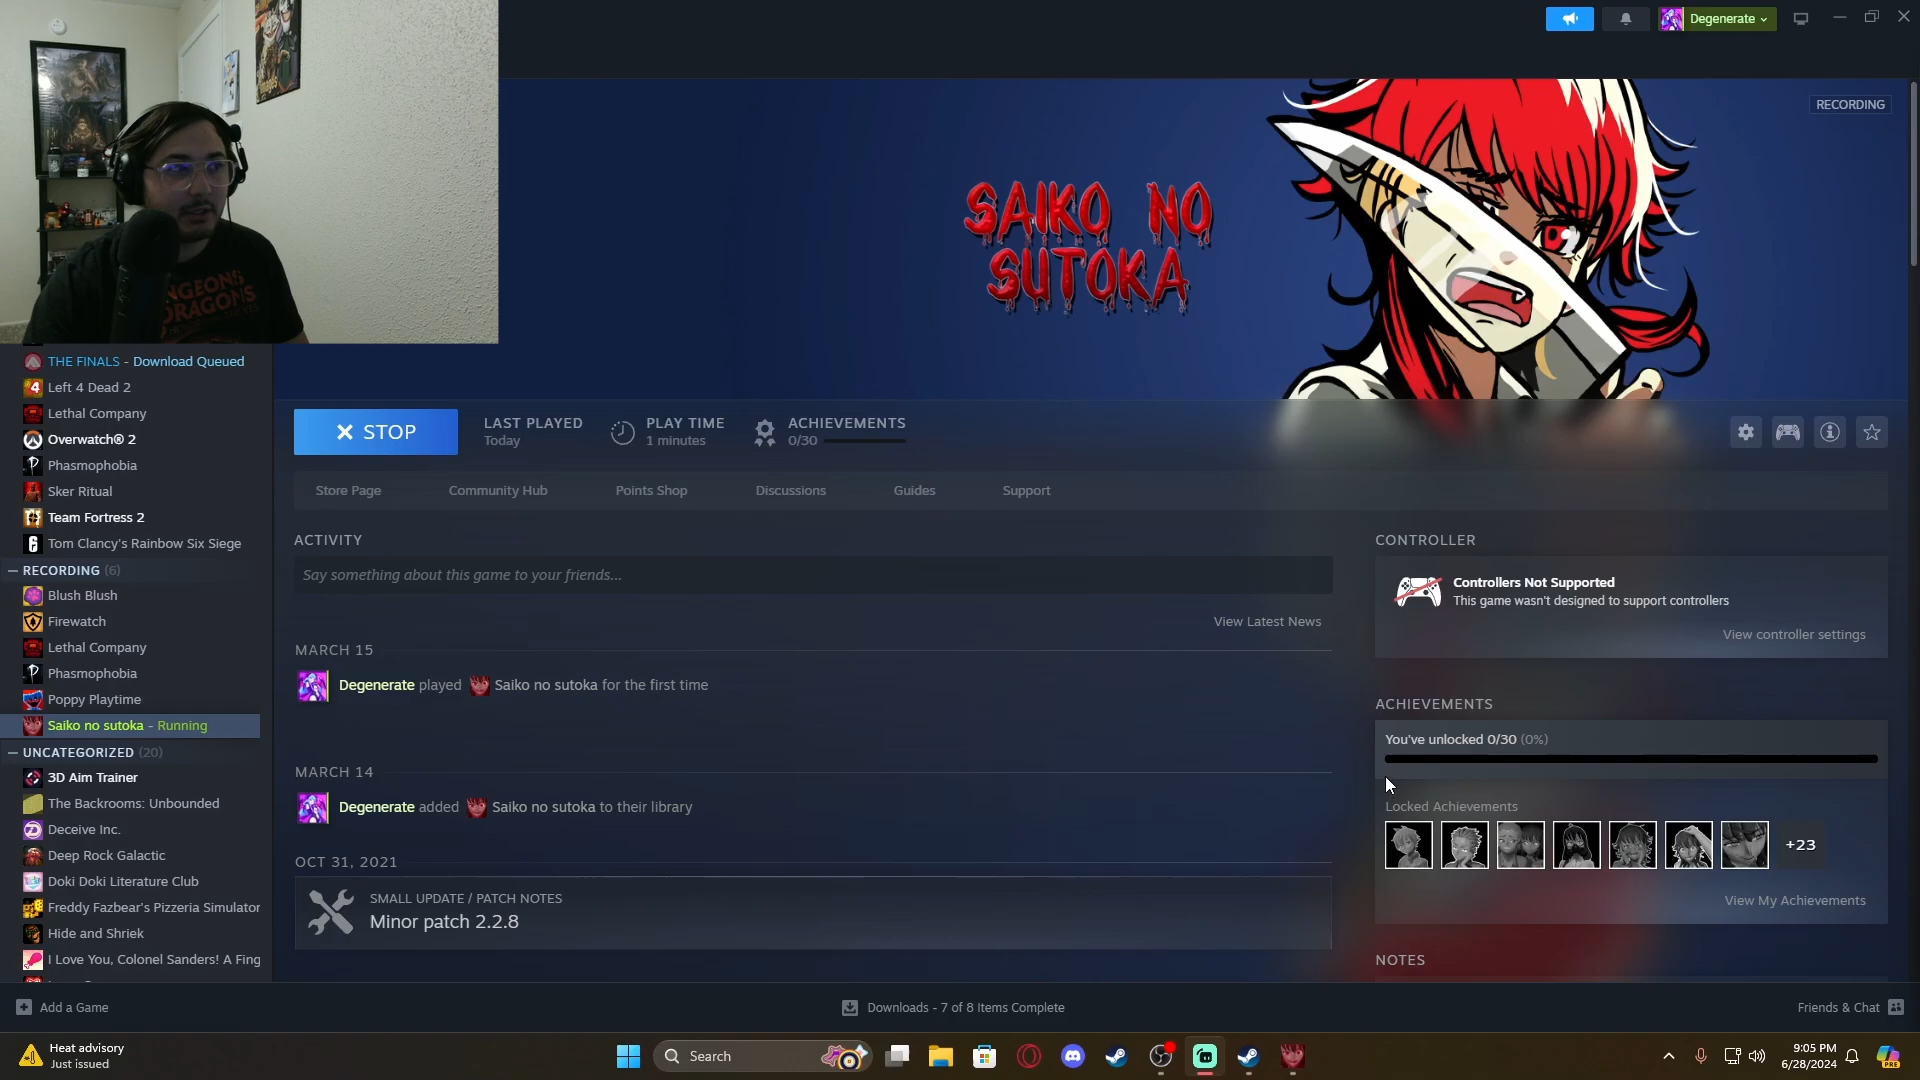 Degenerate
RECORDING
SAIKO NO
SUTOKA
DUNGEONS
DRAGONS
THE FINALS - Download Queued
Left 4 Dead 2
Lethal Company
Overwatch® 2
Phasmophobia
Sker Ritual
Team Fortress 2
Tom Clancy's Rainbow Six Siege
RECORDING (6)
Blush Blush
Firewatch
Lethal Company
Phasmophobia
Poppy Playtime
Saiko no sutoka - Running
UNCATEGORIZED (20)
3D Aim Trainer
The Backrooms: Unbounded
Deceive Inc.
Deep Rock Galactic
Doki Doki Literature Club
Freddy Fazbear's Pizzeria Simulator
Hide and Shriek
I Love You, Colonel Sanders! A Fing
STOP
LAST PLAYED
Today
PLAY TIME
1 minutes
ACHIEVEMENTS
0/30
Store Page
Community Hub
Points Shop
Discussions
Guides
Support
ACTIVITY
Say something about this game to your friends...
View Latest News
MARCH 15
Degenerate played Saiko no sutoka for the first time
MARCH 14
Degenerate added Saiko no sutoka to their library
OCT 31, 2021
SMALL UPDATE / PATCH NOTES
Minor patch 2.2.8
CONTROLLER
Controllers Not Supported
This game wasn't designed to support controllers
View controller settings
ACHIEVEMENTS
You've unlocked 0/30 (0%)
Locked Achievements
+23
View My Achievements
NOTES
Add a Game
Downloads - 7 of 8 Items Complete
Friends & Chat
Heat advisory
Just issued
Search
9:05 PM
6/28/2024